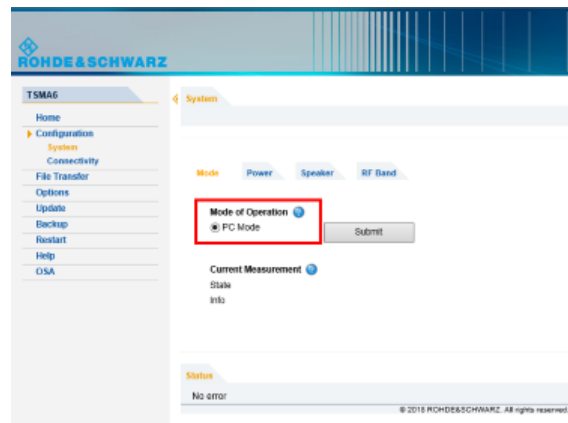 ROHDE&SCHWARZ
TSMA6
Home
Configuration
System
Connectivity
File Transfer
Options
Update
Backup
Restart
Help
OSA
System
Mode Power Speaker RF Band
Mode of Operation
PC Mode
Submit
Current Measurement
State
Info
Status
No error
© 2018 ROHDE&SCHWARZ. All rights reserved.